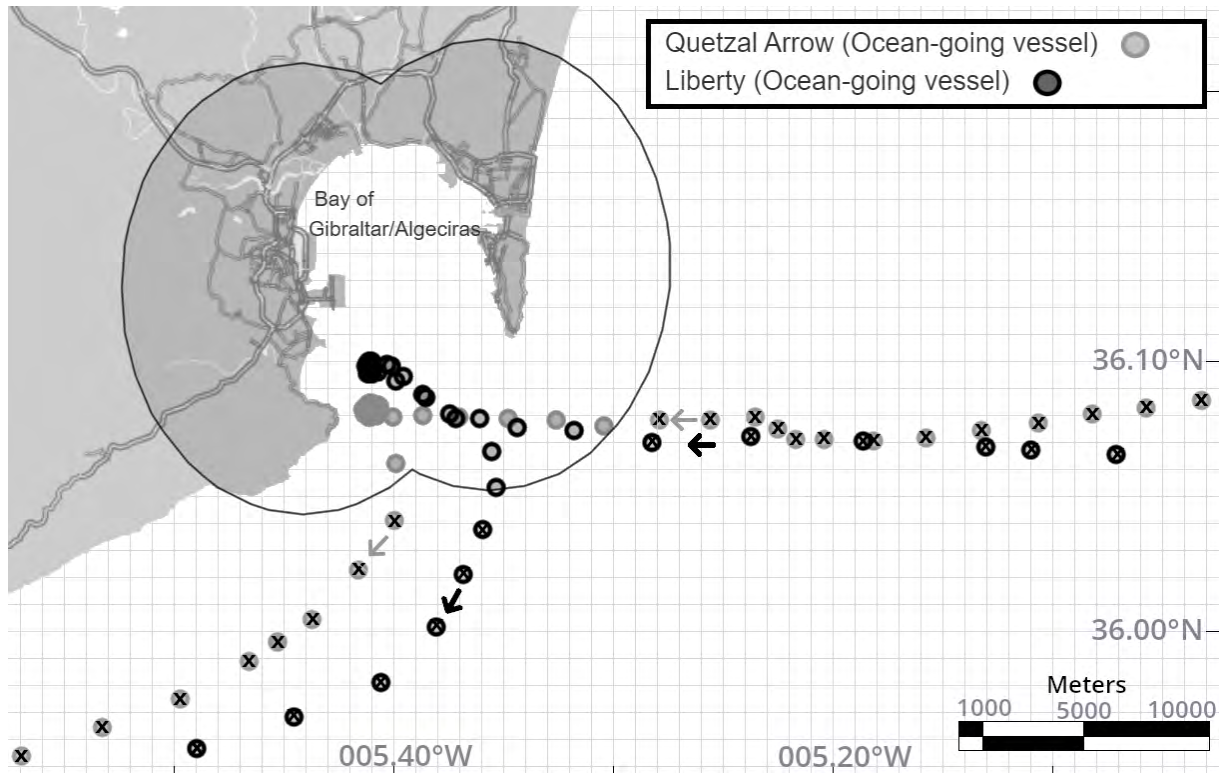 Quetzal Arrow (Ocean-going vessel)
Liberty (Ocean-going vessel)
Bay of
Gibraltar/Algeciras
36.10°N
36.00°N
Meters
1000 5000 10000
005.40°W 005.20°W